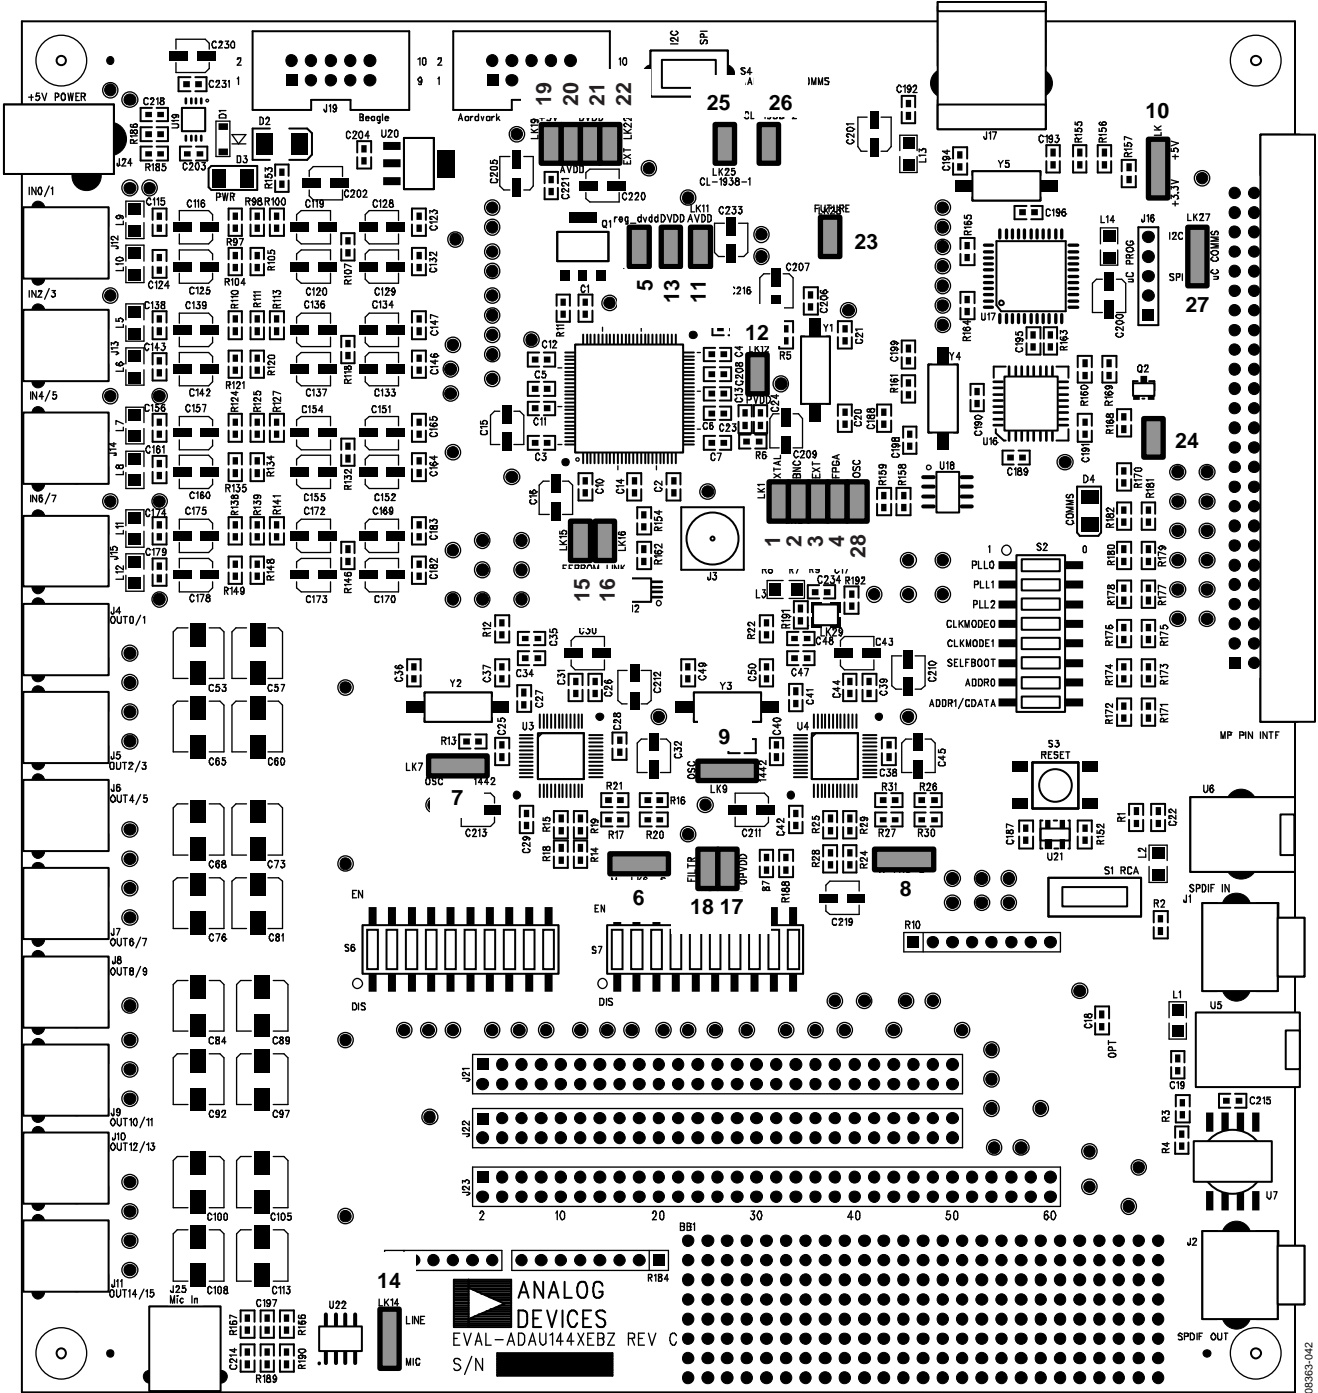 C230
2 10 2 10
1 9 1
I2C SPI
S4
COMMS
C231
+5V POWER
J19
Beagle
Aardvark
19 20 21 22
25 26
10
C218
R186
U19
D1
D2
C204
U20
LK19
LK22
EXT
AVDD
C192
C201
L13
J17
C193
R155
R156
R157
LK
+5V
+3.3V
J24
R185
C203
D3
R153
PWR
C202
C205
C221
C220
LK25
CL-1938-1
C194
Y5
C196
IN0/1
L9
C115
C116
R98
R100
C119
C128
C123
J12
L10
R97
R105
R107
C132
C124
C125
R104
C120
C129
reg_dvdd
DVDD
LK11
AVDD
C233
Q1
5 13 11
FUTURE
23
R165
L14
J16
uC PROG
LK27
I2C
SPI
uC COMMS
27
IN2/3
L5
C138
C139
R110
R111
R113
C136
C134
C147
J13
L6
C143
R120
R118
C146
C142
R121
C137
C133
R11
C1
C216
C207
C206
Y1
R5
C21
R164
U17
C195
R163
C200
12
LK12
PVDD
C12
C5
C11
C3
C4
C208
C13
C6
C23
C7
C24
R6
C209
C20
C188
C199
R161
Y4
C198
C190
U16
C189
R160
R169
Q2
R168
C191
24
IN4/5
L7
C156
C157
R124
R125
R127
C154
C151
C165
J14
L8
C161
R134
R132
C164
C160
R135
C155
C152
C15
C16
C10
C14
C2
R154
R162
LK15
LK16
EEPROM LINK
15 16
J3
LK1
XTAL
BNC
EXT
FPGA
OSC
1 2 3 4 28
R159
R158
U18
R170
R181
D4
COMMS
R182
IN6/7
L11
C174
C175
R138
R139
R141
C172
C169
C183
J15
L12
C179
R148
R146
C182
C178
R149
C173
C170
1 S2 0
PLL0
PLL1
PLL2
CLKMODE0
CLKMODE1
SELFBOOT
ADDR0
ADDR1/CDATA
R180
R179
R178
R177
R176
R175
R174
R173
R172
R171
MP PIN INTF
L3
C234
R192
R191
LK29
J4
OUT0/1
C53
C57
R12
C35
C30
C34
C36
C37
C31
C26
C212
Y2
C27
C25
U3
C28
C32
R13
LK7
OSC
1442
7
C213
C29
R22
C48
C47
C43
C49
C50
C41
C44
C39
C210
Y3
C40
U4
C38
C45
9
OSC
1442
LK9
C211
C42
J5
OUT2/3
C65
C60
J6
OUT4/5
C68
C73
R21
R16
R17
R20
R15
R19
R18
R14
R31
R26
R27
R30
R25
R29
R28
R24
6
FILTR
OPVDD
18 17
B7
R188
8
C219
S3
RESET
C187
U21
R152
R1
C22
U6
L2
S1 RCA
SPDIF IN
J1
R2
J7
OUT6/7
C76
C81
EN
S6
DIS
EN
S7
DIS
R10
J8
OUT8/9
C84
C89
C18
OPT
L1
U5
C19
J9
OUT10/11
C92
C97
J21
J22
J23
2 10 20 30 40 50 60
R3
R4
C215
U7
J10
OUT12/13
C100
C105
BB1
R184
J2
SPDIF OUT
J11
OUT14/15
C108
C113
J25
Mic In
R167
C197
R166
C214
R189
R190
U22
14
LK14
LINE
MIC
ANALOG
DEVICES
EVAL-ADAU144XEBZ REV C
S/N
08363-042